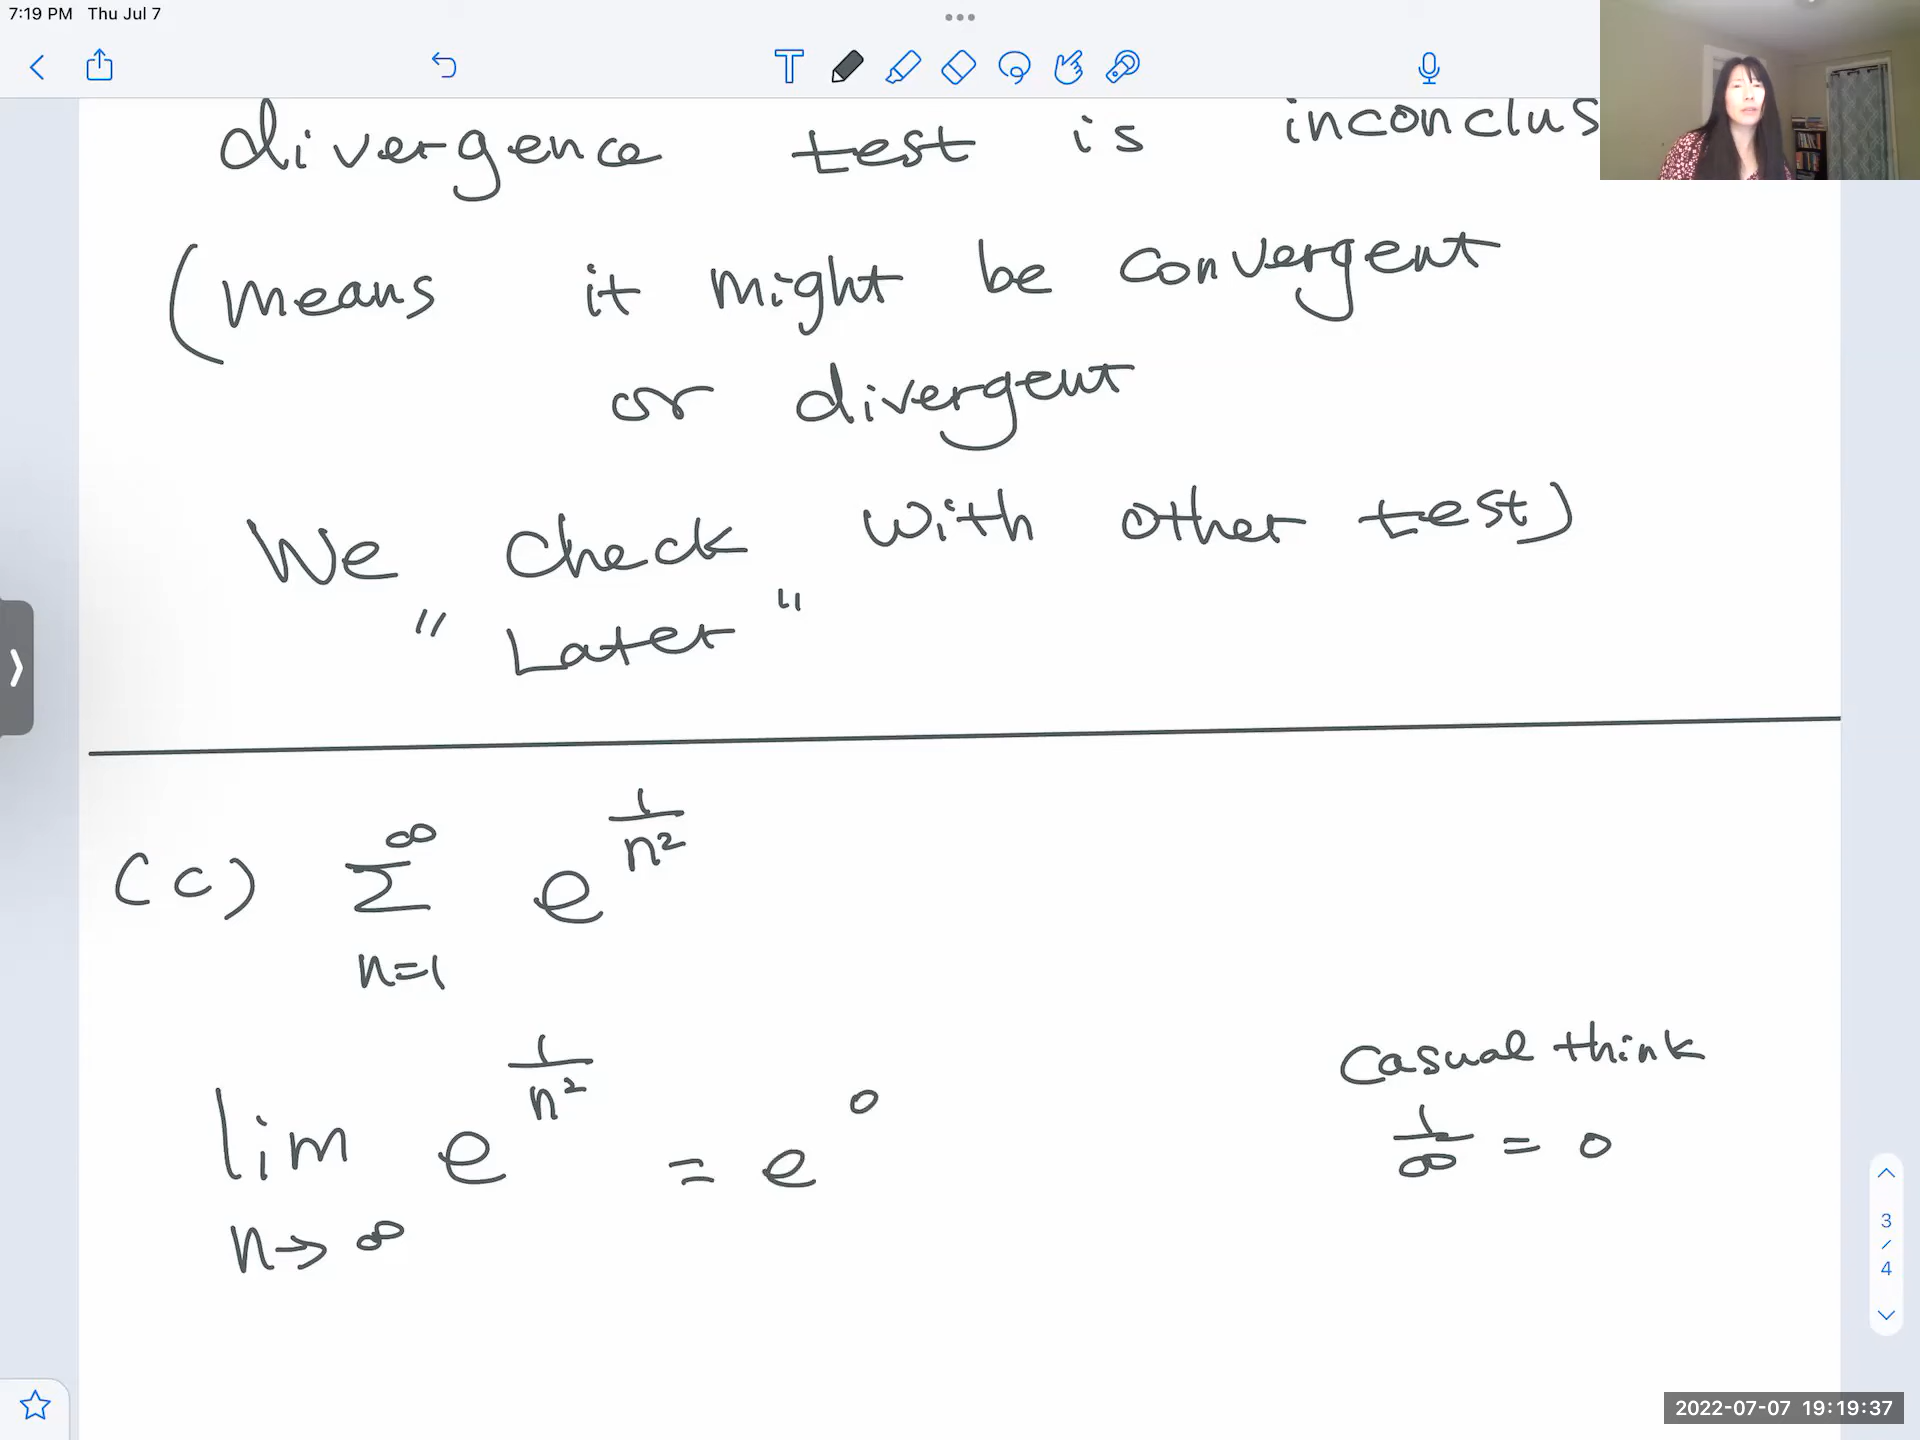 7:19 PM Thu Jul 7
divergence test is inconclus
(means it might be convergent
or divergent
We check with other test)
"Later"
(c) ∑_{n=1}^{∞} e^{1/n²}
casual think
lim_{n→∞} e^{1/n²} = e^0
1/∞ = 0
3/4
2022-07-07 19:19:37